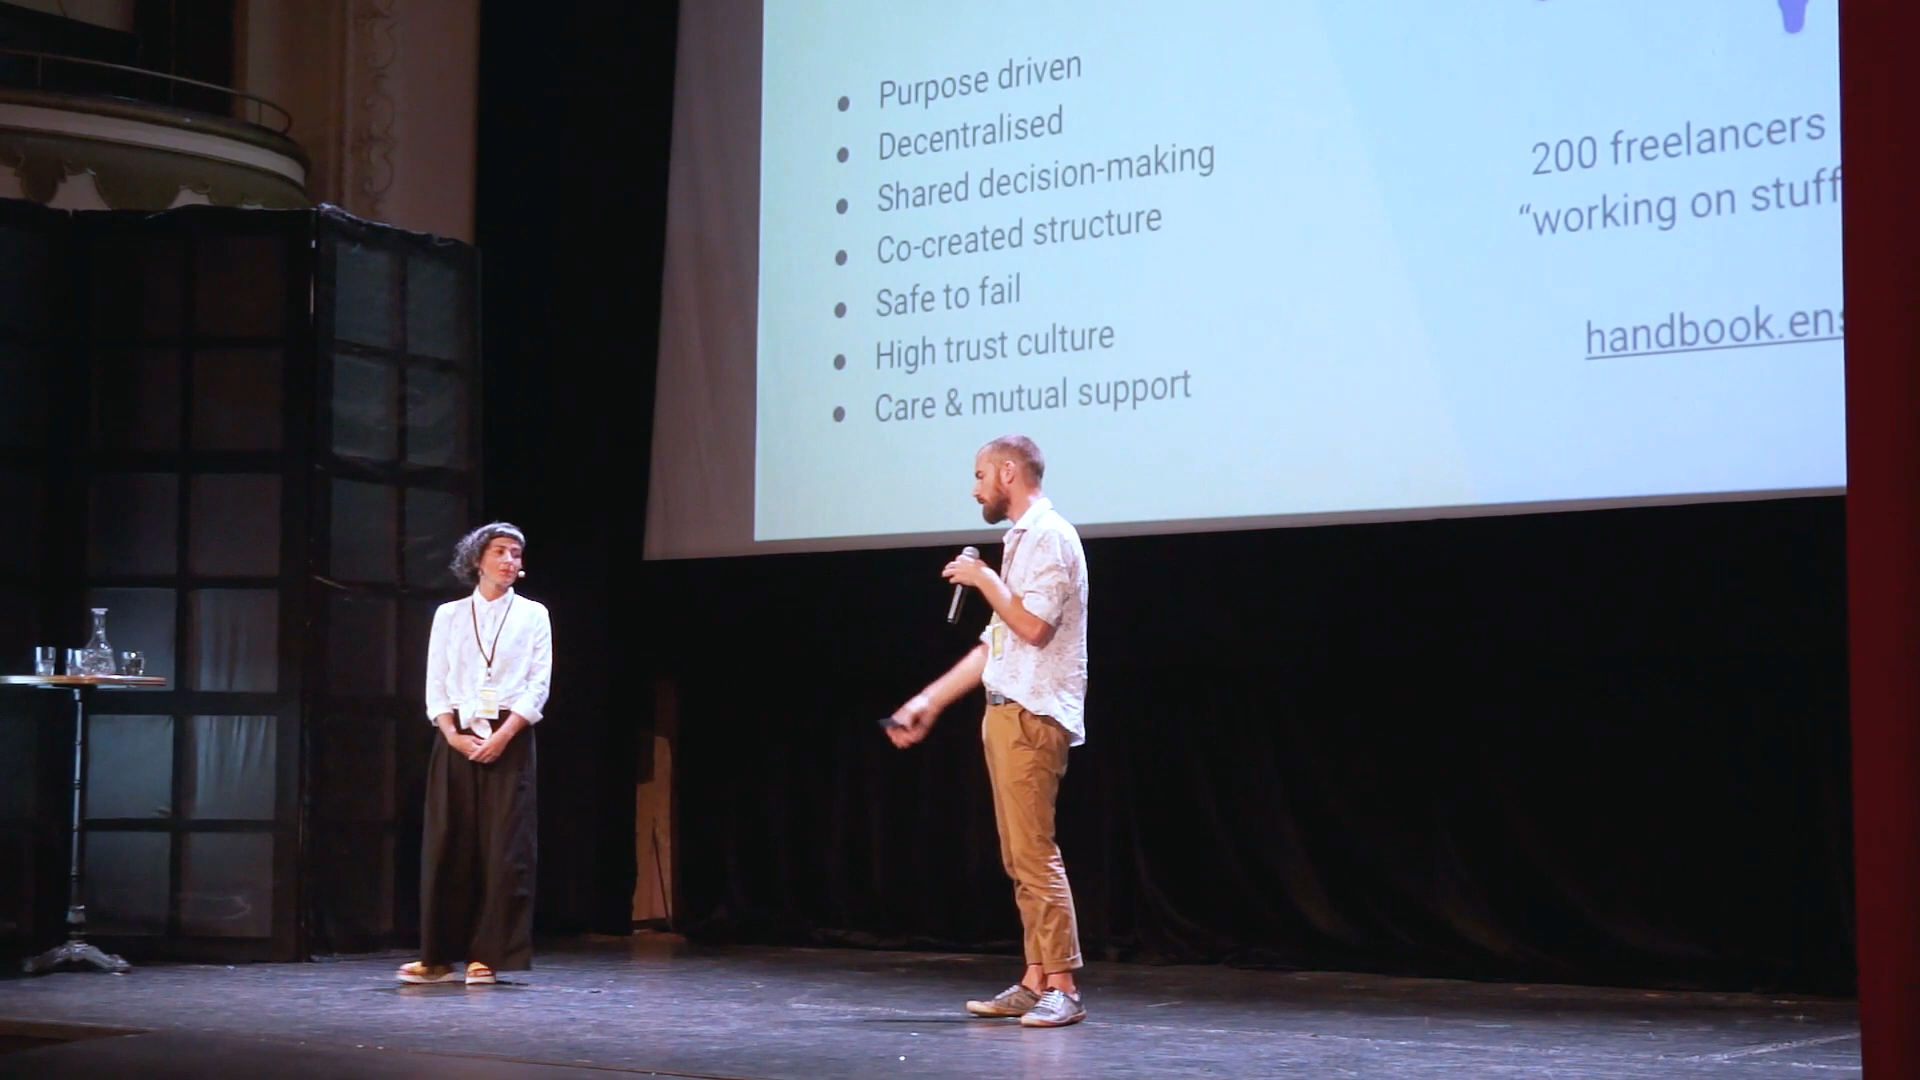 Purpose driven
Decentralised
Shared decision-making
Co-created structure
Safe to fail
High trust culture
Care & mutual support
200 freelancers
“working on stuff
handbook.ens